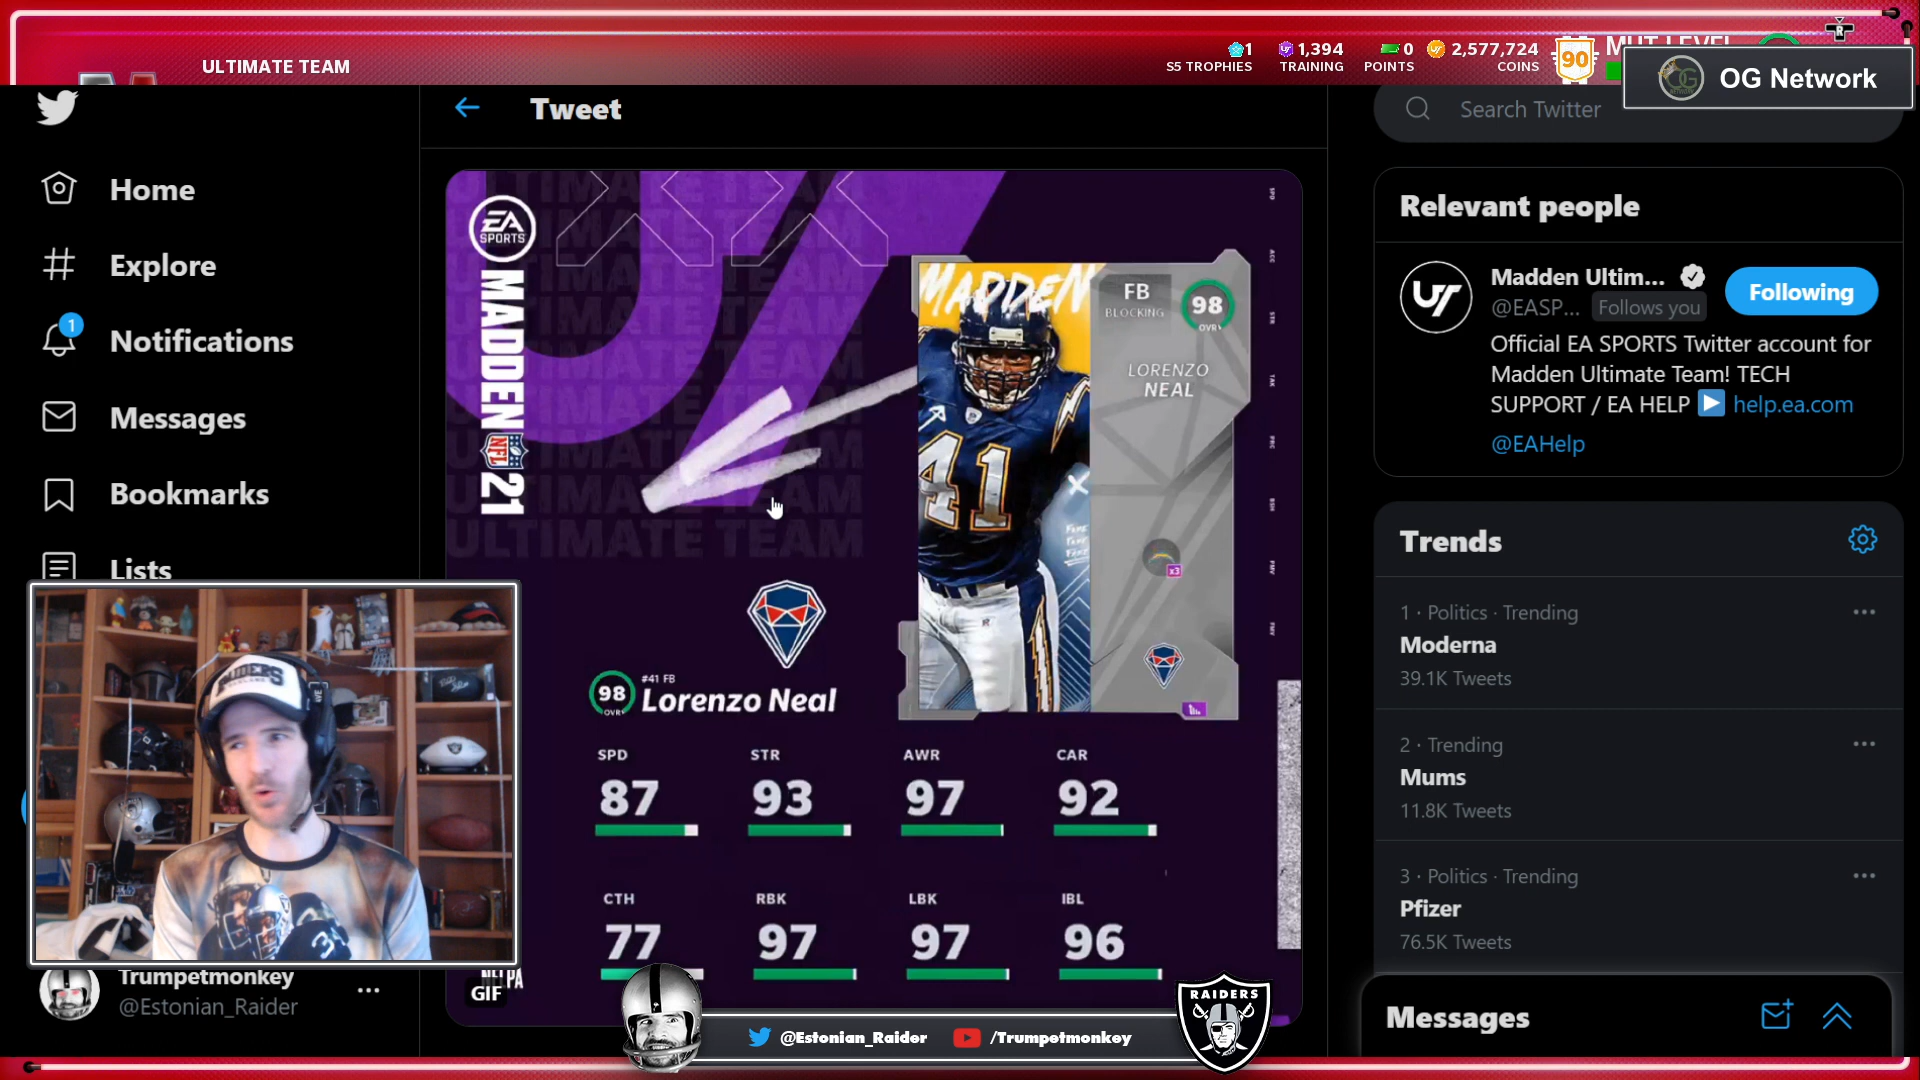 ULTIMATE TEAM
1
S5 TROPHIES
1,394
TRAINING
0
POINTS
2,577,724
COINS
90
MUT LEVEL
OG Network
Tweet
Search Twitter
Home
Explore
1
Notifications
Messages
Bookmarks
Lists
EA
SPORTS
MADDEN
NFL
21
ULTIMATE TEAM
MADDEN
FB
BLOCKING
98
OVR
LORENZO
NEAL
41
x3
98
OVR
#41 FB
Lorenzo Neal
SPD
STR
AWR
CAR
87
93
97
92
CTH
RBK
LBK
IBL
77
97
97
96
GIF
NFLPA
Relevant people
Madden Ultim...
@EASP... Follows you
Following
Official EA SPORTS Twitter account for
Madden Ultimate Team! TECH
SUPPORT / EA HELP ▶ help.ea.com
@EAHelp
Trends
1 · Politics · Trending
Moderna
39.1K Tweets
2 · Trending
Mums
11.8K Tweets
3 · Politics · Trending
Pfizer
76.5K Tweets
Messages
Trumpetmonkey
@Estonian_Raider
@Estonian_Raider
/Trumpetmonkey
RAIDERS